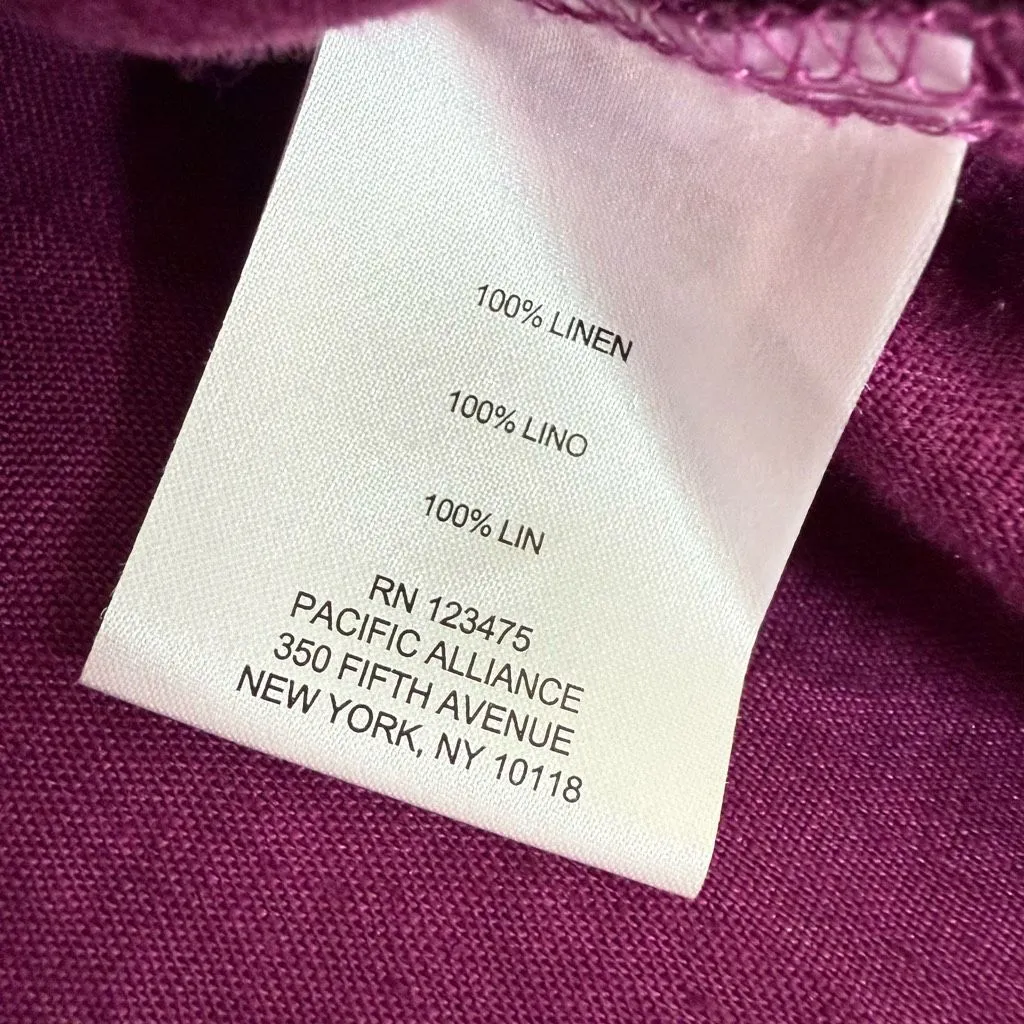 100% LINEN
100% LINO
100% LIN
RN 123475
PACIFIC ALLIANCE
350 FIFTH AVENUE
NEW YORK, NY 10118